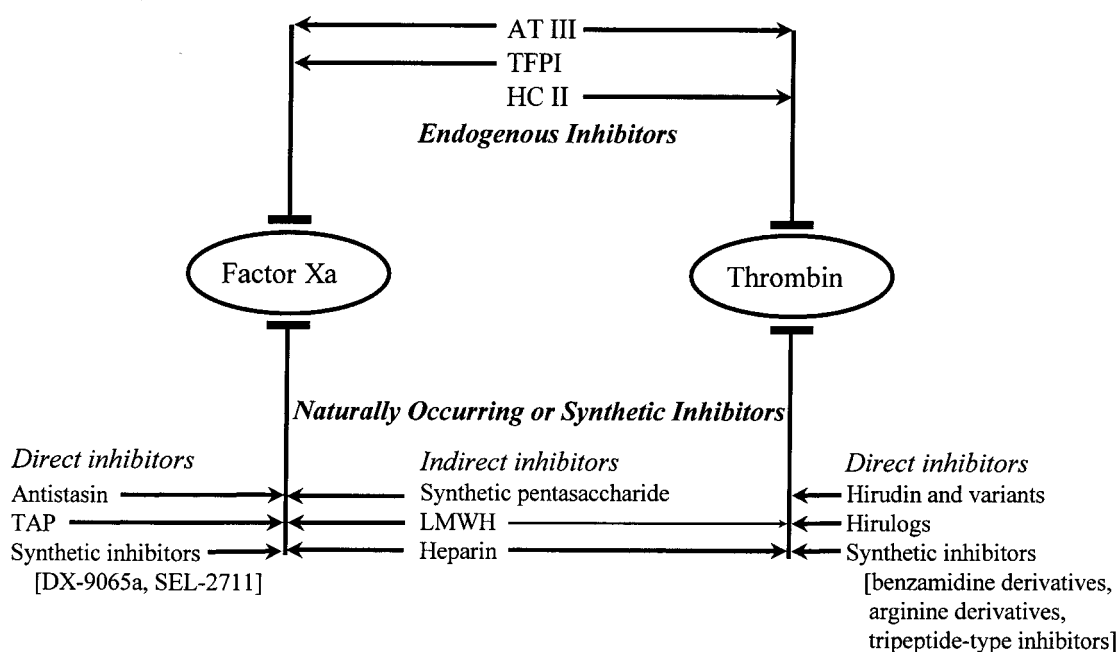 AT III
TFPI
HC II
Endogenous Inhibitors
Factor Xa
Thrombin
Naturally Occurring or Synthetic Inhibitors
Direct inhibitors
Antistasin
TAP
Synthetic inhibitors
[DX-9065a, SEL-2711]
Indirect inhibitors
Synthetic pentasaccharide
LMWH
Heparin
Direct inhibitors
Hirudin and variants
Hirulogs
Synthetic inhibitors
[benzamidine derivatives,
arginine derivatives,
tripeptide-type inhibitors]